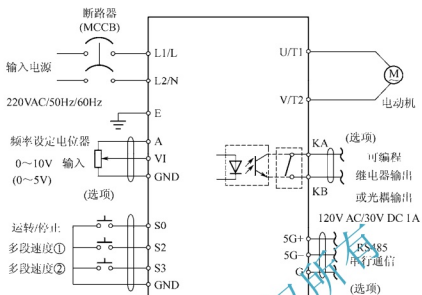 断路器
(MCCB)
L1/L
U/T1
输入电源
M
L2/N
V/T2
电动机
220VAC/50Hz/60Hz
E
频率设定电位器
A
KA
(选项)
VI
可编程
0～10V 输入
继电器输出
(0～5V)
GND
KB
或光耦输出
(选项)
120V AC/30V DC 1A
运转/停止
S0
5G+
RS485
多段速度①
S2
5G-
串行通信
多段速度②
S3
G
GND
(选项)
所有